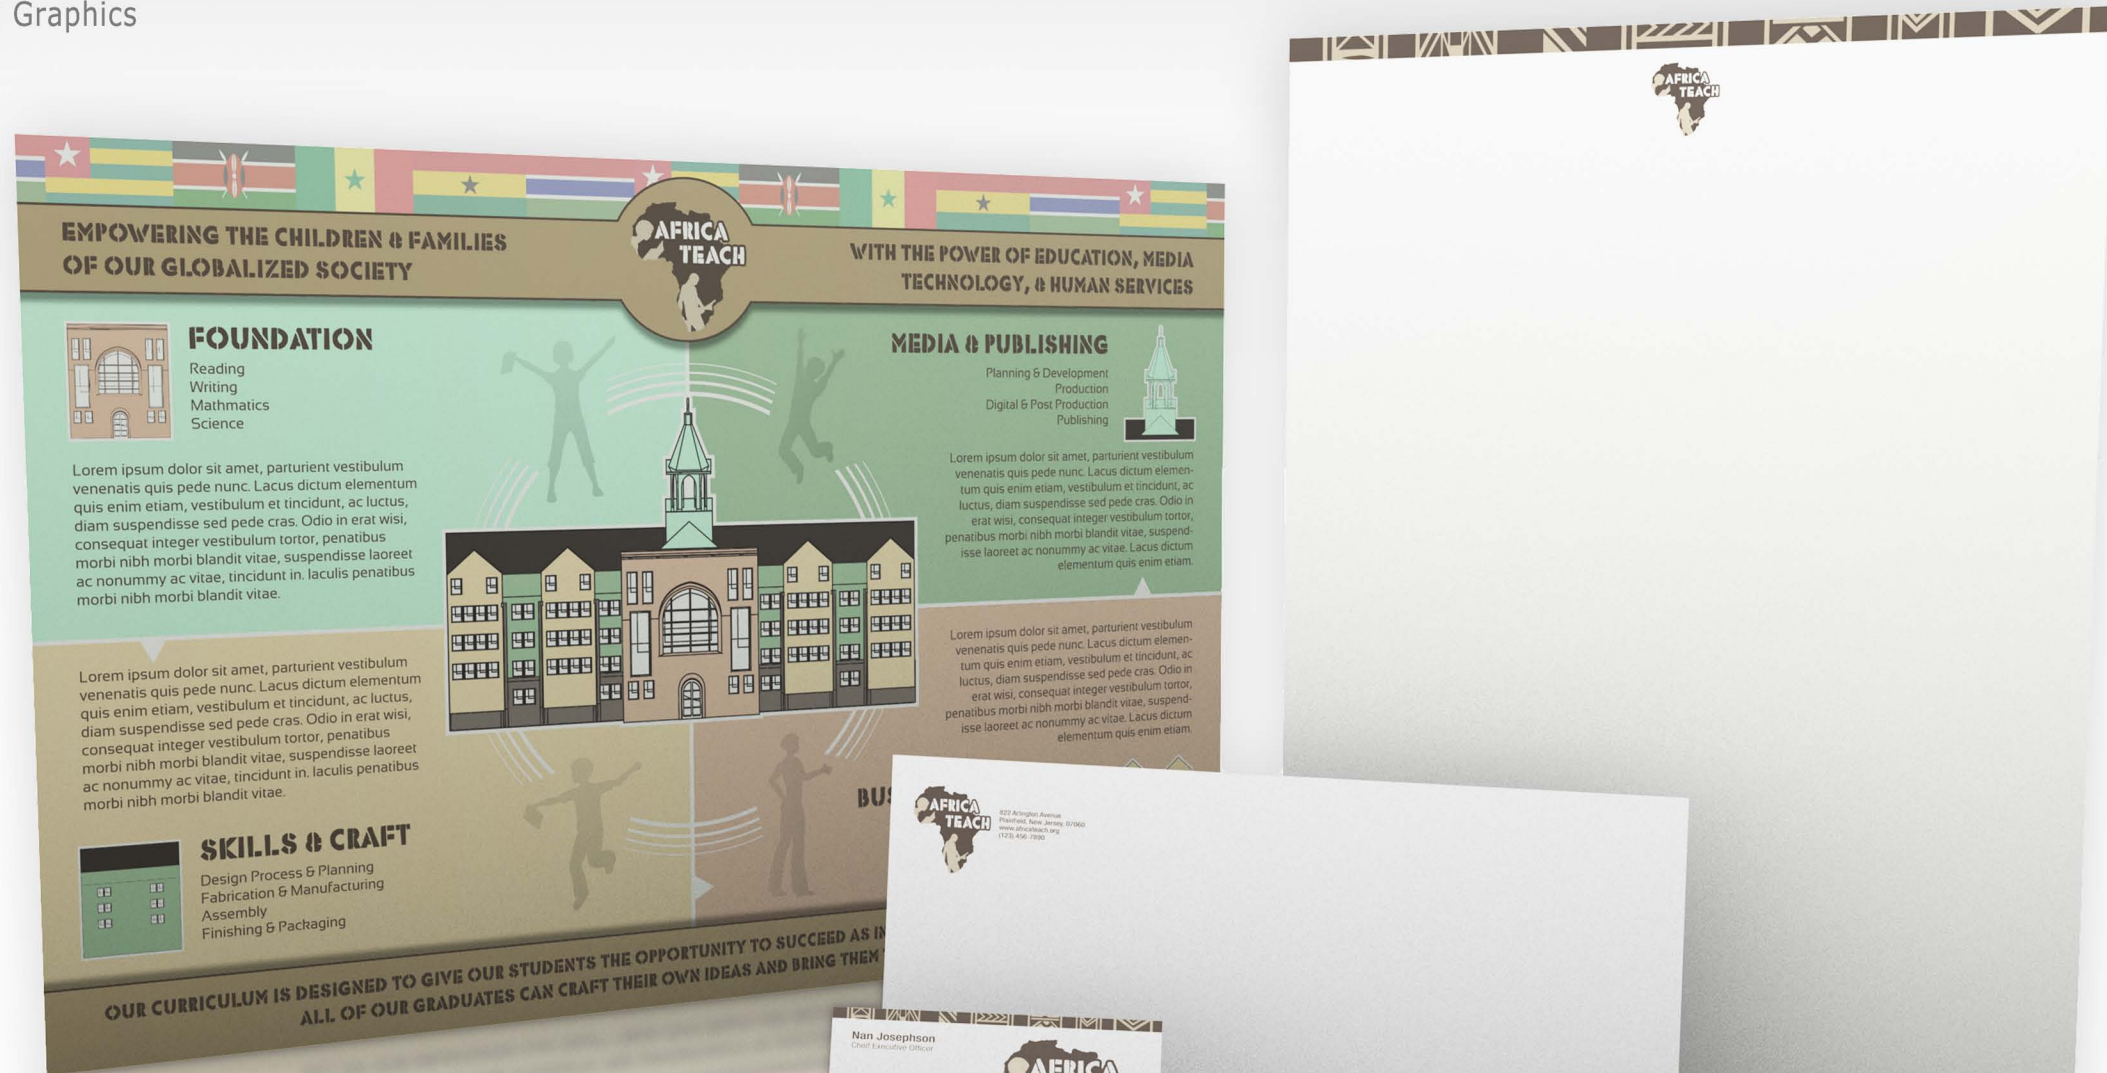 Graphics
EMPOWERING THE CHILDREN & FAMILIES
OF OUR GLOBALIZED SOCIETY
AFRICA
TEACH
WITH THE POWER OF EDUCATION, MEDIA
TECHNOLOGY, & HUMAN SERVICES
FOUNDATION
Reading
Writing
Mathmatics
Science
Lorem ipsum dolor sit amet, parturient vestibulum
venenatis quis pede nunc. Lacus dictum elementum
quis enim etiam, vestibulum et tincidunt, ac luctus,
diam suspendisse sed pede cras. Odio in erat wisi,
consequat integer vestibulum tortor, penatibus
morbi nibh morbi blandit vitae, suspendisse laoreet
ac nonummy ac vitae, tincidunt in. Iaculis penatibus
morbi nibh morbi blandit vitae.
MEDIA & PUBLISHING
Planning & Development
Production
Digital & Post Production
Publishing
Lorem ipsum dolor sit amet, parturient vestibulum
venenatis quis pede nunc. Lacus dictum elemen-
tum quis enim etiam, vestibulum et tincidunt, ac
luctus, diam suspendisse sed pede cras. Odio in
erat wisi, consequat integer vestibulum tortor,
penatibus morbi nibh morbi blandit vitae, suspend-
isse laoreet ac nonummy ac vitae. Lacus dictum
elementum quis enim etiam.
Lorem ipsum dolor sit amet, parturient vestibulum
venenatis quis pede nunc. Lacus dictum elementum
quis enim etiam, vestibulum et tincidunt, ac luctus,
diam suspendisse sed pede cras. Odio in erat wisi,
consequat integer vestibulum tortor, penatibus
morbi nibh morbi blandit vitae, suspendisse laoreet
ac nonummy ac vitae, tincidunt in. Iaculis penatibus
morbi nibh morbi blandit vitae.
SKILLS & CRAFT
Design Process & Planning
Fabrication & Manufacturing
Assembly
Finishing & Packaging
Lorem ipsum dolor sit amet, parturient vestibulum
venenatis quis pede nunc. Lacus dictum elemen-
tum quis enim etiam, vestibulum et tincidunt, ac
luctus, diam suspendisse sed pede cras. Odio in
erat wisi, consequat integer vestibulum tortor,
penatibus morbi nibh morbi blandit vitae, suspend-
isse laoreet ac nonummy ac vitae. Lacus dictum
elementum quis enim etiam.
BUS
OUR CURRICULUM IS DESIGNED TO GIVE OUR STUDENTS THE OPPORTUNITY TO SUCCEED AS IN
ALL OF OUR GRADUATES CAN CRAFT THEIR OWN IDEAS AND BRING THEM
AFRICA
TEACH
AFRICA
TEACH
822 Arlington Avenue
Plainfield, New Jersey, 07060
www.africateach.org
(123) 456-7890
Nan Josephson
Chief Executive Officer
AFRICA